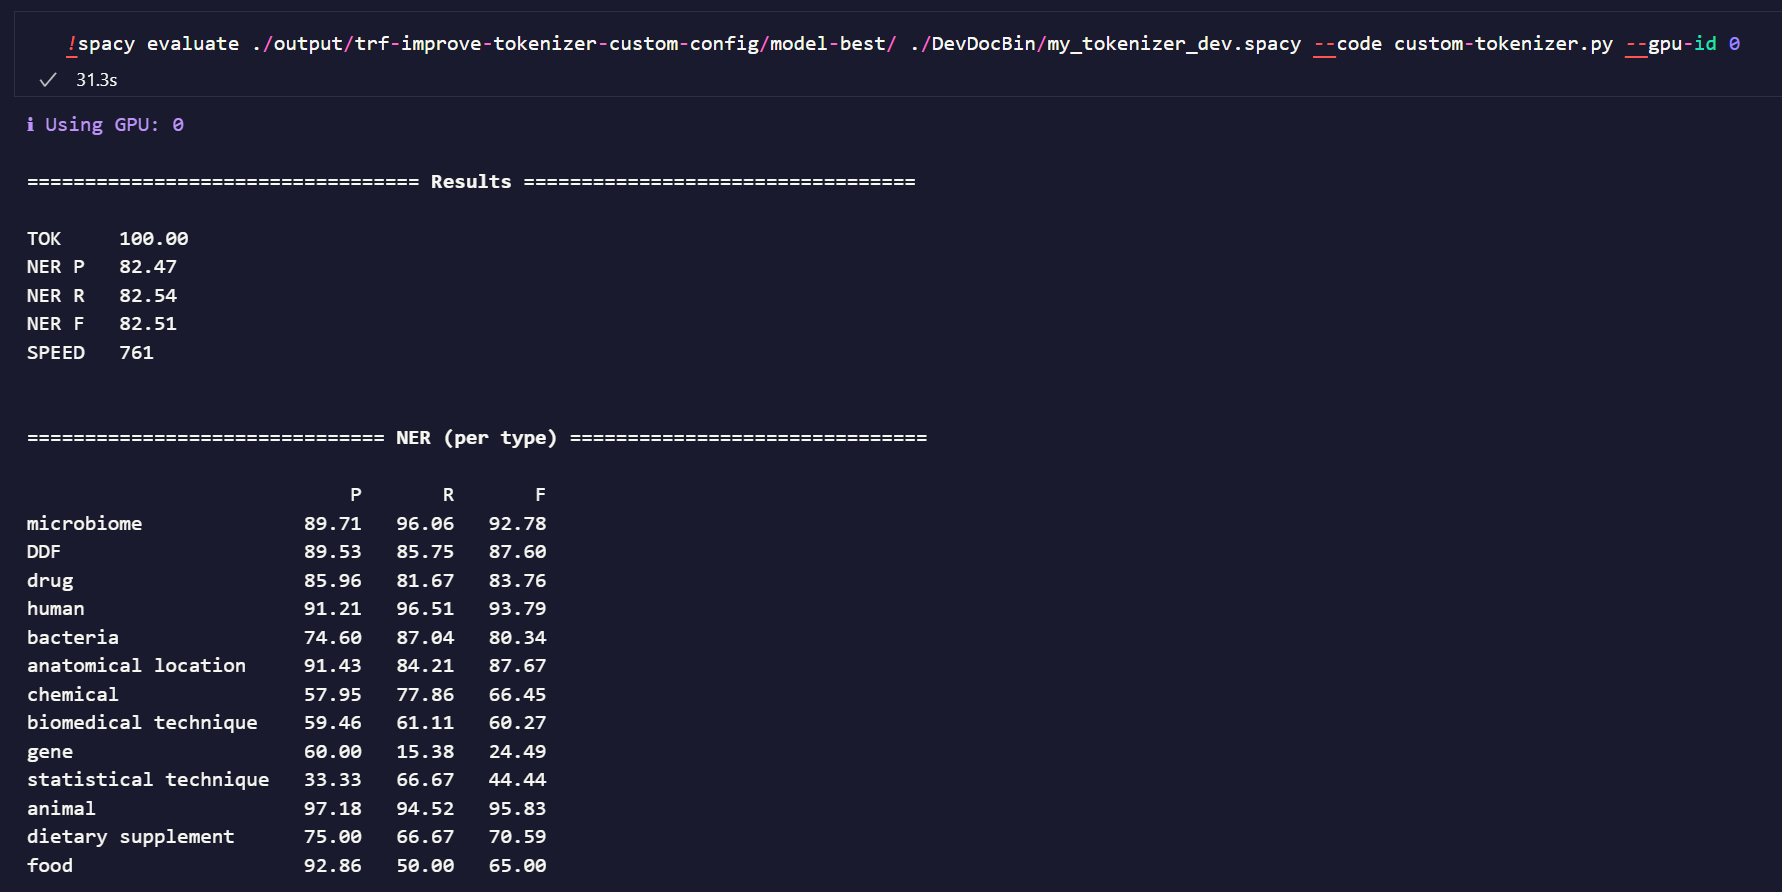 !spacy evaluate ./output/trf-improve-tokenizer-custom-config/model-best/ ./DevDocBin/my_tokenizer_dev.spacy --code custom-tokenizer.py --gpu-id 0
✓ 31.3s
ℹ Using GPU: 0
================================== Results ==================================
TOK     100.00
NER P   82.47
NER R   82.54
NER F   82.51
SPEED   761
=============================== NER (per type) ===============================
                            P       R       F
microbiome              89.71   96.06   92.78
DDF                     89.53   85.75   87.60
drug                    85.96   81.67   83.76
human                   91.21   96.51   93.79
bacteria                74.60   87.04   80.34
anatomical location     91.43   84.21   87.67
chemical                57.95   77.86   66.45
biomedical technique    59.46   61.11   60.27
gene                    60.00   15.38   24.49
statistical technique   33.33   66.67   44.44
animal                  97.18   94.52   95.83
dietary supplement      75.00   66.67   70.59
food                    92.86   50.00   65.00